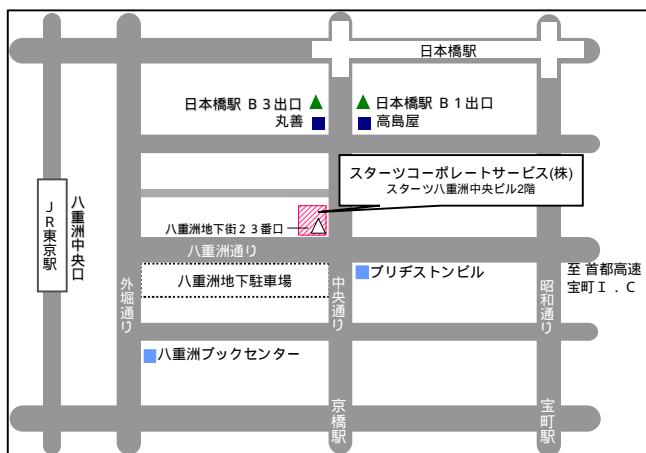 日本橋駅
日本橋駅 Ｂ３出口
丸善
日本橋駅 Ｂ１出口
高島屋
スターツコーポレートサービス(株)
スターツ八重洲中央ビル2階
ＪＲ東京駅
八重洲中央口
八重洲地下街２３番口
八重洲通り
八重洲地下駐車場
ブリヂストンビル
至 首都高速
宝町Ｉ．Ｃ
外堀通り
中央通り
昭和通り
八重洲ブックセンター
京橋駅
宝町駅